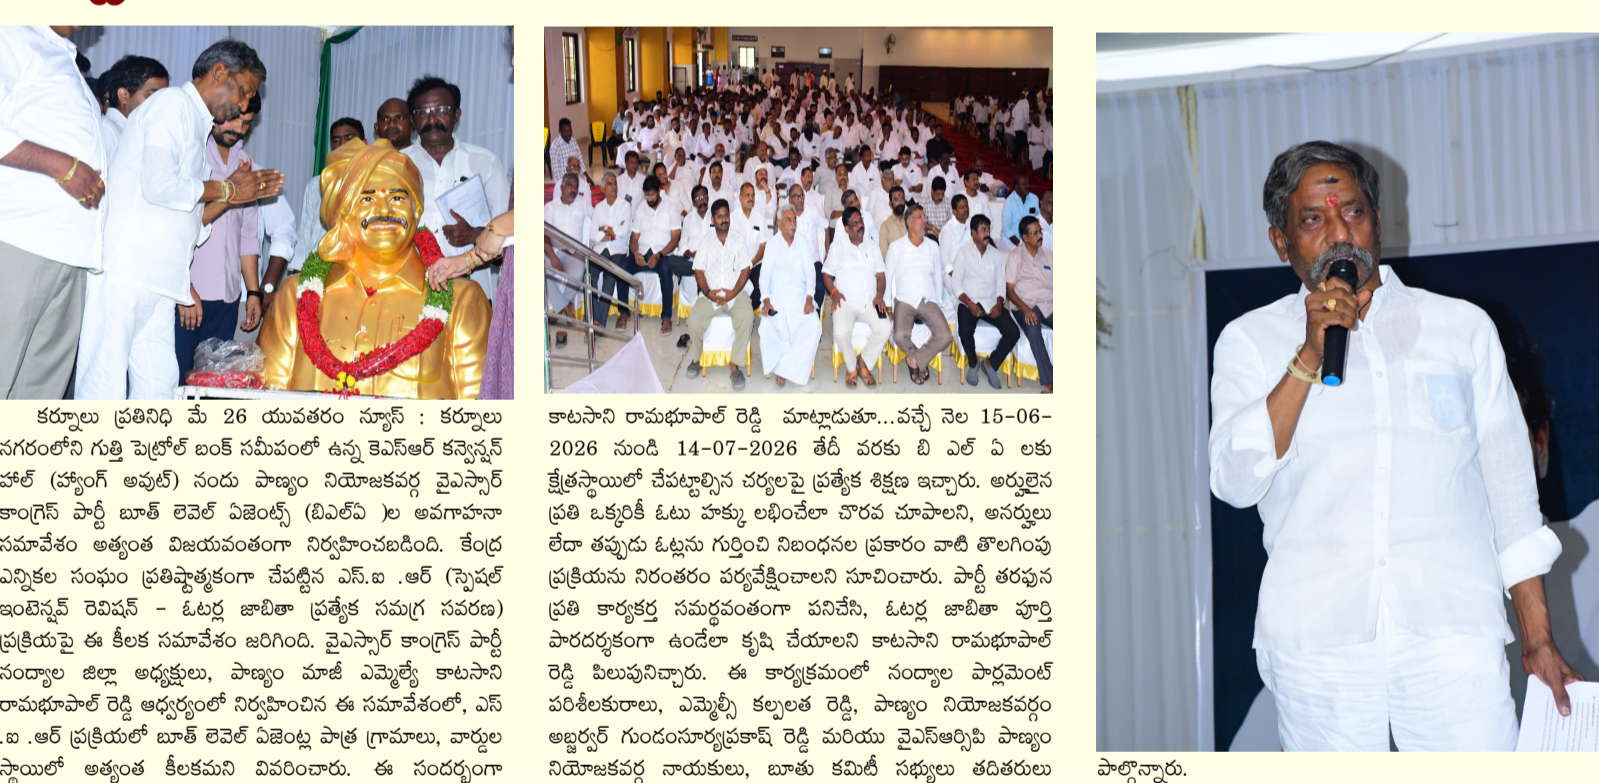 కర్నూలు ప్రతినిధి మే 26 యువతరం న్యూస్ : కర్నూలు
నగరంలోని గుత్తి పెట్రోల్ బంక్ సమీపంలో ఉన్న కెఎస్ఆర్ కన్వెన్షన్
హాల్ (హ్యాంగ్ అవుట్) నందు పాణ్యం నియోజకవర్గ వైఎస్సార్
కాంగ్రెస్ పార్టీ బూత్ లెవెల్ ఏజెంట్స్ (బిఎల్ఏ )ల అవగాహనా
సమావేశం అత్యంత విజయవంతంగా నిర్వహించబడింది. కేంద్ర
ఎన్నికల సంఘం ప్రతిష్టాత్మకంగా చేపట్టిన ఎస్.ఐ .ఆర్ (స్పెషల్
ఇంటెన్షవ్ రెవిషన్ - ఓటర్ల జాబితా ప్రత్యేక సమగ్ర సవరణ)
ప్రక్రియపై ఈ కీలక సమావేశం జరిగింది. వైఎస్సార్ కాంగ్రెస్ పార్టీ
నంద్యాల జిల్లా అధ్యక్షులు, పాణ్యం మాజీ ఎమ్మెల్యే కాటసాని
రామభూపాల్ రెడ్డి ఆధ్వర్యంలో నిర్వహించిన ఈ సమావేశంలో, ఎస్
.ఐ .ఆర్ ప్రక్రియలో బూత్ లెవెల్ ఏజెంట్ల పాత్ర గ్రామాలు, వార్డుల
స్థాయిలో అత్యంత కీలకమని వివరించారు. ఈ సందర్భంగా
కాటసాని రామభూపాల్ రెడ్డి మాట్లాడుతూ...వచ్చే నెల 15-06-
2026 నుండి 14-07-2026 తేదీ వరకు బి ఎల్ ఏ లకు
క్షేత్రస్థాయిలో చేపట్టాల్సిన చర్యలపై ప్రత్యేక శిక్షణ ఇచ్చారు. అర్హులైన
ప్రతి ఒక్కరికీ ఓటు హక్కు లభించేలా చొరవ చూపాలని, అనర్హులు
లేదా తప్పుడు ఓట్లను గుర్తించి నిబంధనల ప్రకారం వాటి తొలగింపు
ప్రక్రియను నిరంతరం పర్యవేక్షించాలని సూచించారు. పార్టీ తరఫున
ప్రతి కార్యకర్త సమర్థవంతంగా పనిచేసి, ఓటర్ల జాబితా పూర్తి
పారదర్శకంగా ఉండేలా కృషి చేయాలని కాటసాని రామభూపాల్
రెడ్డి పిలుపునిచ్చారు. ఈ కార్యక్రమంలో నంద్యాల పార్లమెంట్
పరిశీలకురాలు, ఎమ్మెల్సీ కల్పలత రెడ్డి, పాణ్యం నియోజకవర్గం
అబ్జర్వర్ గుండంసూర్యప్రకాష్ రెడ్డి మరియు వైఎస్ఆర్సిపి పాణ్యం
నియోజకవర్గ నాయకులు, బూతు కమిటీ సభ్యులు తదితరులు
పాల్గొన్నారు.